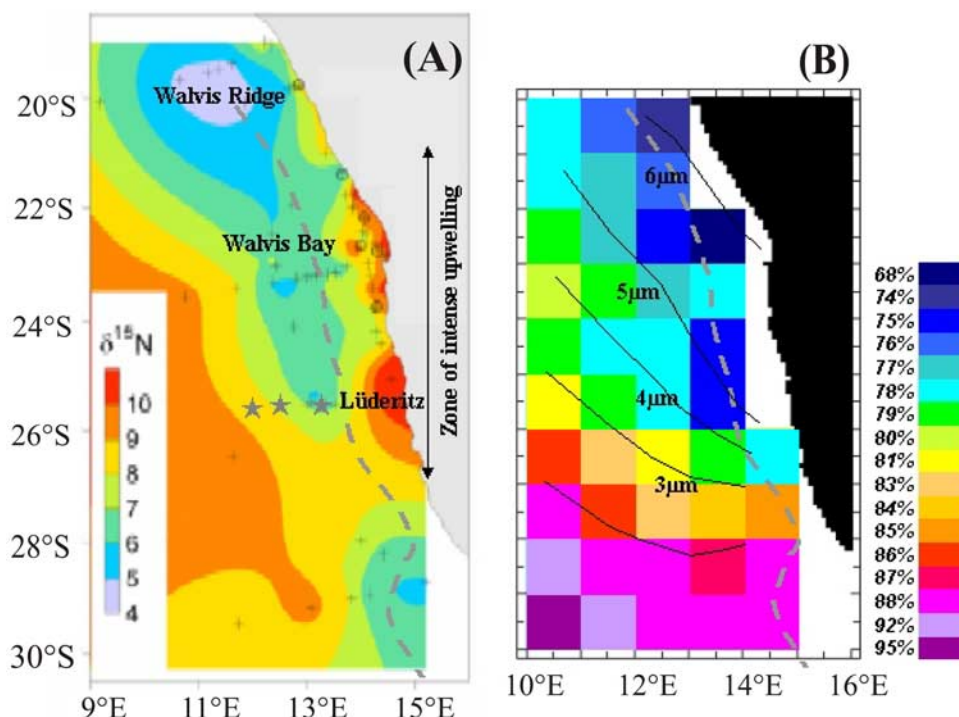 (A)
(B)
20°S
22°S
24°S
26°S
28°S
30°S
Walvis Ridge
Walvis Bay
Lüderitz
Zone of intense upwelling
δ¹⁵N
10
9
8
7
6
5
4
9°E
11°E
13°E
15°E
6µm
5µm
4µm
3µm
10°E
12°E
14°E
16°E
68%
74%
75%
76%
77%
78%
79%
80%
81%
83%
84%
85%
86%
87%
88%
92%
95%